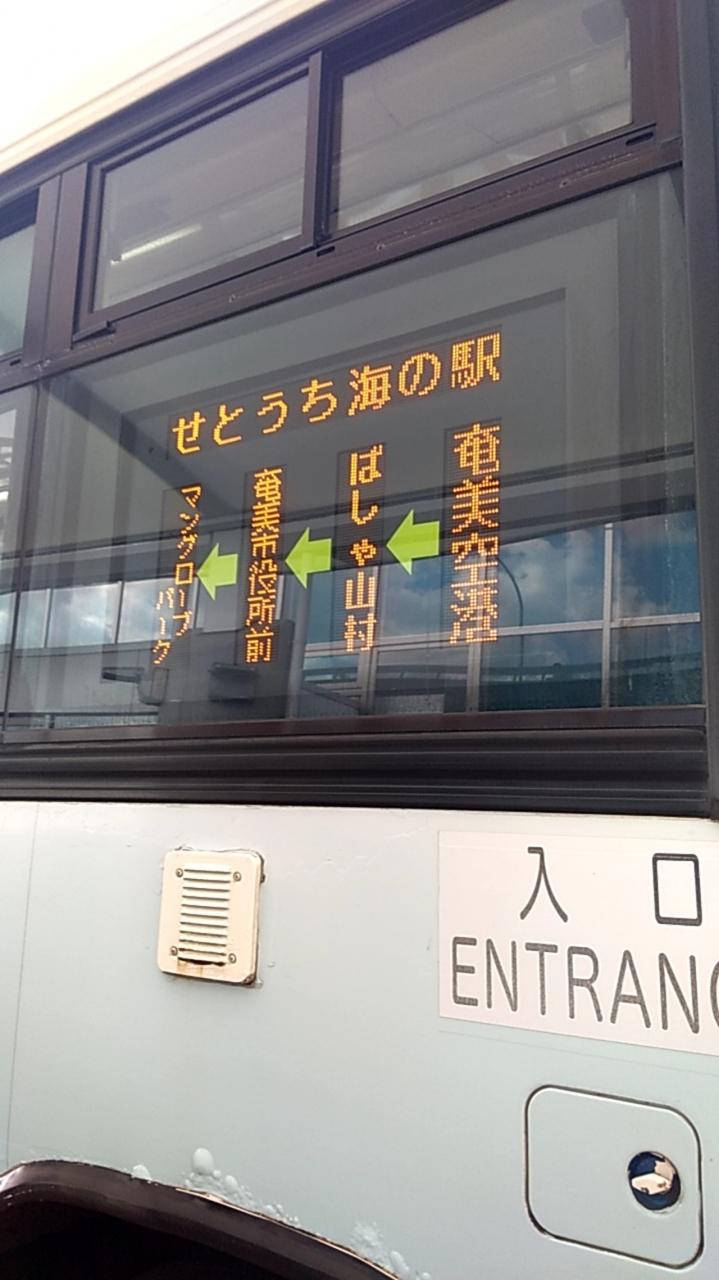 せとうち海の駅
奄美空港
ばしゃ山村
奄美市役所前
マングローブ
パーク
入口
ENTRANC